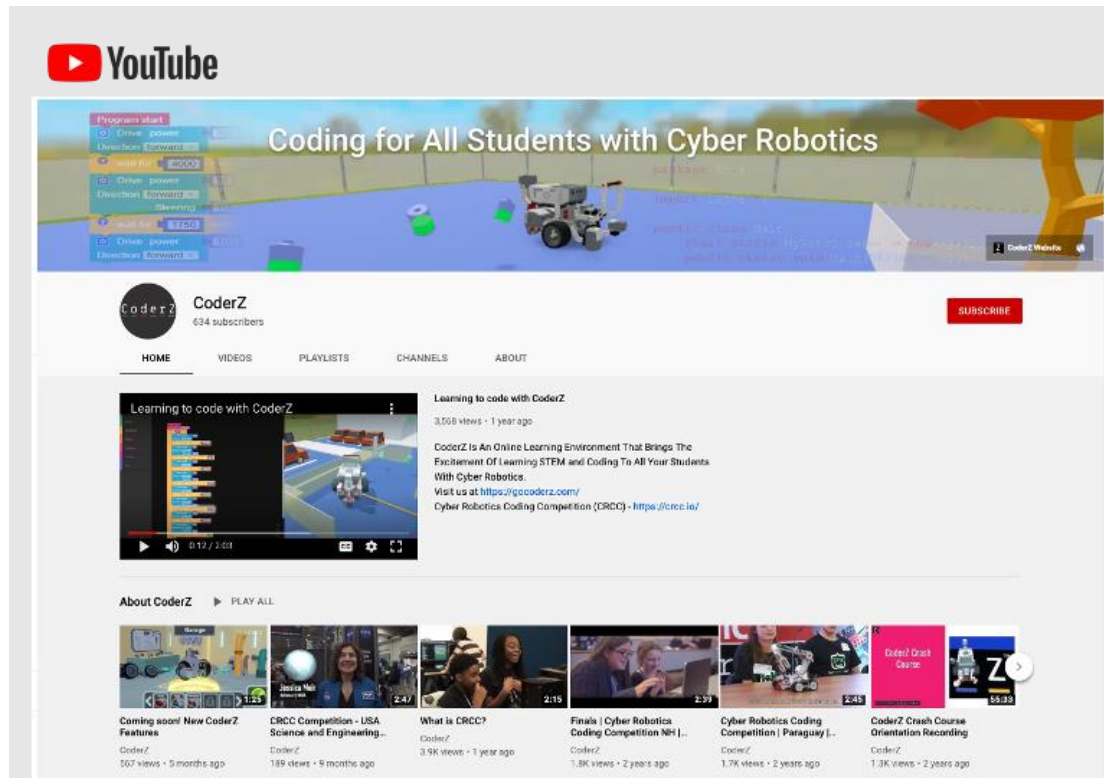 YouTube
Program start
Drive power
Direction forward
wait for 4000
Drive power
Direction forward
Steering
wait for 1750
Drive power
Direction forward
Coding for All Students with Cyber Robotics
CoderZ Website
CoderZ
CoderZ
634 subscribers
SUBSCRIBE
HOME VIDEOS PLAYLISTS CHANNELS ABOUT
Learning to code with CoderZ
0:12 / 2:03
Learning to code with CoderZ
3,568 views • 1 year ago
CoderZ Is An Online Learning Environment That Brings The
Excitement Of Learning STEM and Coding To All Your Students
With Cyber Robotics.
Visit us at https://gocoderz.com/
Cyber Robotics Coding Competition (CRCC) - https://crcc.io/
About CoderZ PLAY ALL
1:25
Jessica Meir
2:47
2:15
2:39
2:45
CoderZ Crash
Course
Z
55:33
Coming soon! New CoderZ
Features
CoderZ
567 views • 5 months ago
CRCC Competition - USA
Science and Engineering...
CoderZ
189 views • 9 months ago
What is CRCC?
CoderZ
3.9K views • 1 year ago
Finals | Cyber Robotics
Coding Competition NH |...
CoderZ
1.8K views • 2 years ago
Cyber Robotics Coding
Competition | Paraguay |...
CoderZ
1.7K views • 2 years ago
CoderZ Crash Course
Orientation Recording
CoderZ
1.3K views • 2 years ago